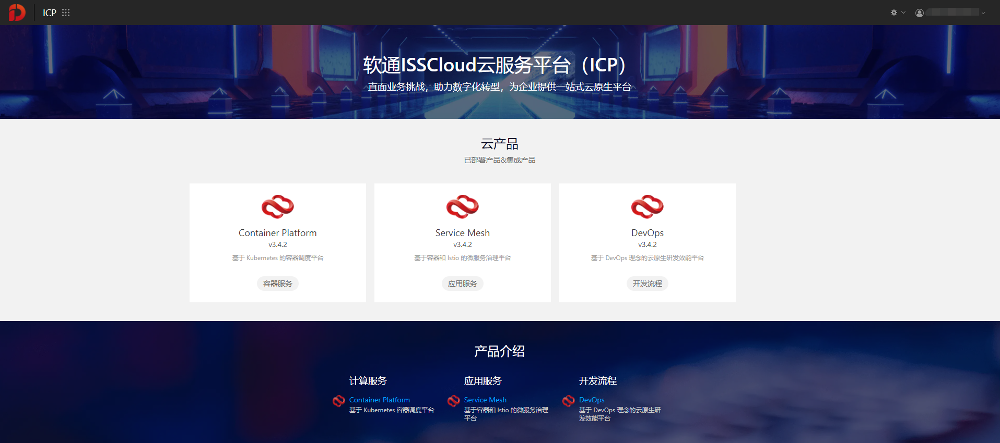 ICP
软通ISSCloud云服务平台（ICP）
直面业务挑战，助力数字化转型，为企业提供一站式云原生平台
云产品
已部署产品&集成产品
Container Platform
v3.4.2
基于 Kubernetes 的容器调度平台
容器服务
Service Mesh
v3.4.2
基于容器和 Istio 的微服务治理平台
应用服务
DevOps
v3.4.2
基于 DevOps 理念的云原生研发效能平台
开发流程
产品介绍
计算服务
Container Platform
基于 Kubernetes 容器调度平台
应用服务
Service Mesh
基于容器和 Istio 的微服务治理
平台
开发流程
DevOps
基于 DevOps 理念的云原生研
发效能平台